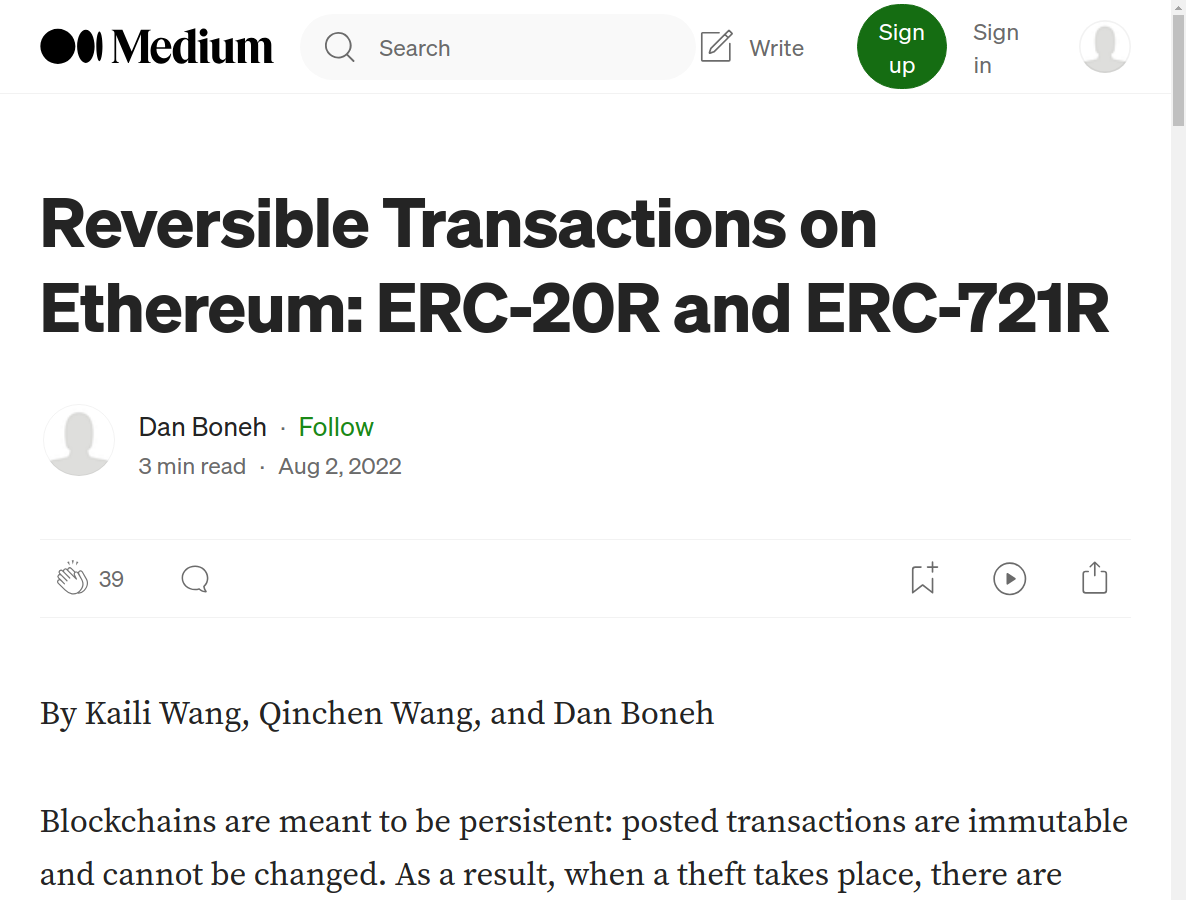 Medium
Search
Write
Sign up
Sign in
Reversible Transactions on
Ethereum: ERC-20R and ERC-721R
Dan Boneh · Follow
3 min read · Aug 2, 2022
39
By Kaili Wang, Qinchen Wang, and Dan Boneh
Blockchains are meant to be persistent: posted transactions are immutable
and cannot be changed. As a result, when a theft takes place, there are